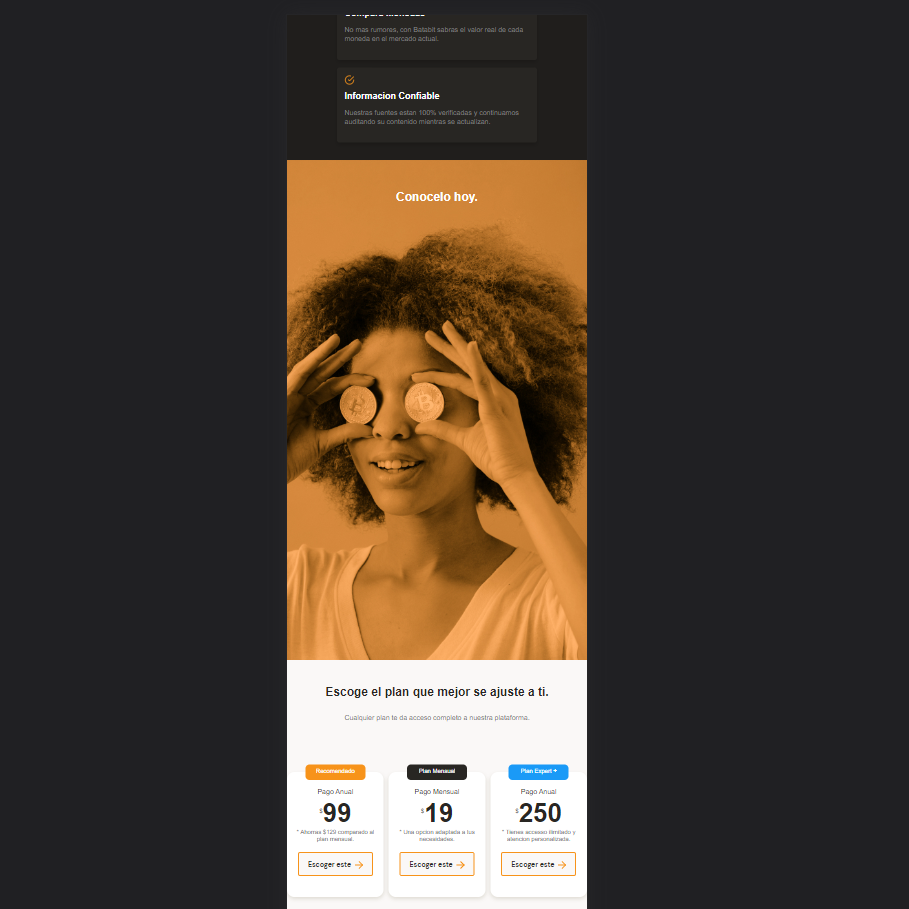 Compara Monedas
No mas rumores, con Batabit sabras el valor real de cada
moneda en el mercado actual.
Informacion Confiable
Nuestras fuentes estan 100% verificadas y continuamos
auditando su contenido mientras se actualizan.
Conocelo hoy.
Escoge el plan que mejor se ajuste a ti.
Cualquier plan te da acceso completo a nuestra plataforma.
Recomendado
Pago Anual
$99
* Ahorras $129 comparado al
plan mensual.
Escoger este
Plan Mensual
Pago Mensual
$19
* Una opcion adaptada a tus
necesidades.
Escoger este
Plan Expert +
Pago Anual
$250
* Tienes accesso ilimitado y
atencion personalizada.
Escoger este